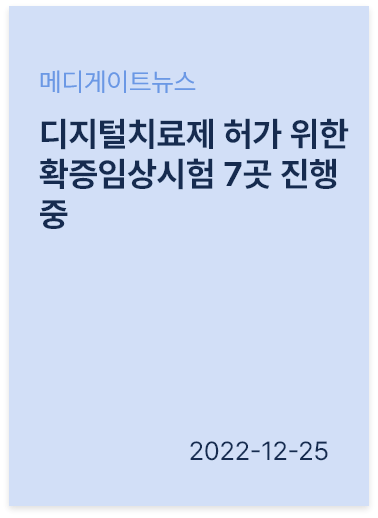 메디게이트뉴스
디지털치료제 허가 위한
확증임상시험 7곳 진행
중
2022-12-25